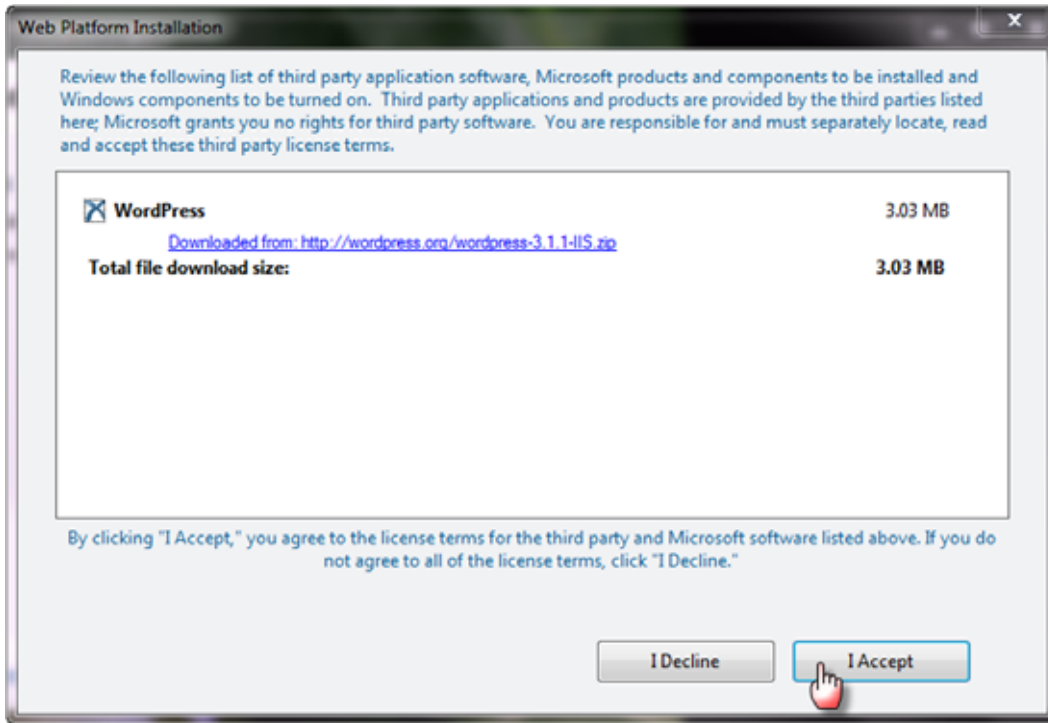 Web Platform Installation
Review the following list of third party application software, Microsoft products and components to be installed and
Windows components to be turned on. Third party applications and products are provided by the third parties listed
here; Microsoft grants you no rights for third party software. You are responsible for and must separately locate, read
and accept these third party license terms.
WordPress 3.03 MB
Downloaded from: http://wordpress.org/wordpress-3.1.1-IIS.zip
Total file download size: 3.03 MB
By clicking "I Accept," you agree to the license terms for the third party and Microsoft software listed above. If you do
not agree to all of the license terms, click "I Decline."
I Decline I Accept